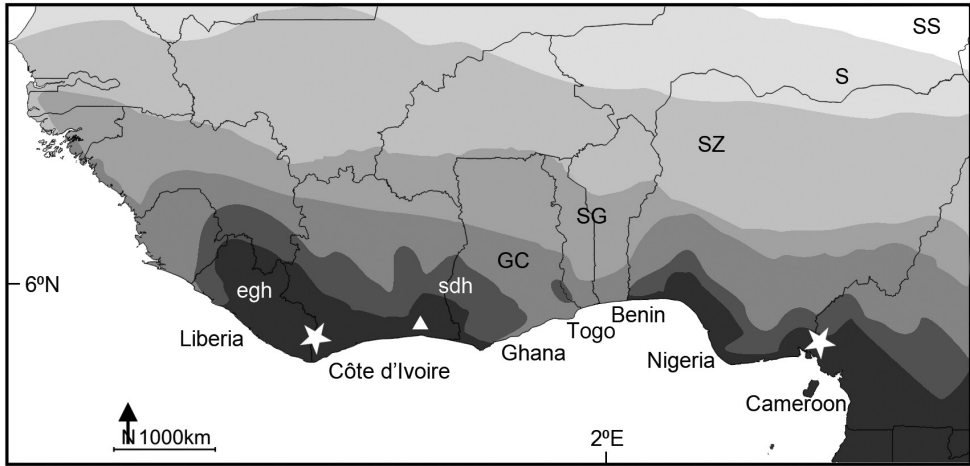 SS
S
SZ
SG
GC
sdh
egh
6ºN
Liberia
Côte d’Ivoire
Ghana
Togo
Benin
Nigeria
Cameroon
N 1000km
2ºE